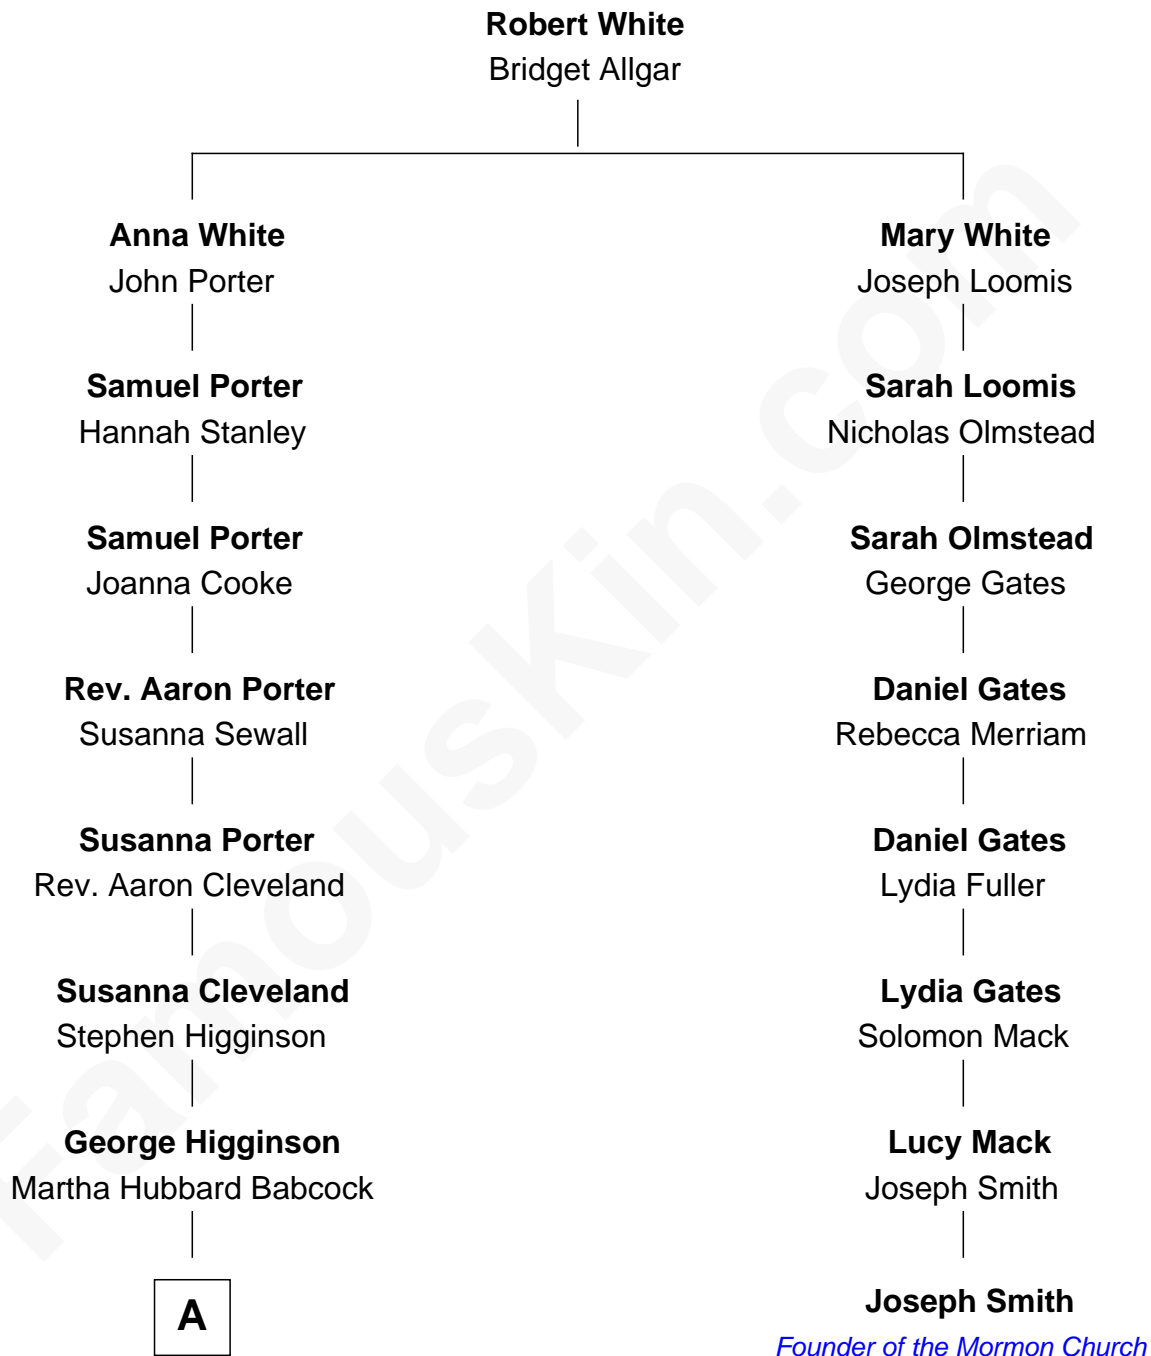 Robert White
Bridget Allgar
Anna White
John Porter
Mary White
Joseph Loomis
Samuel Porter
Hannah Stanley
Sarah Loomis
Nicholas Olmstead
Samuel Porter
Joanna Cooke
Sarah Olmstead
George Gates
Rev. Aaron Porter
Susanna Sewall
Daniel Gates
Rebecca Merriam
Susanna Porter
Rev. Aaron Cleveland
Daniel Gates
Lydia Fuller
Susanna Cleveland
Stephen Higginson
Lydia Gates
Solomon Mack
George Higginson
Martha Hubbard Babcock
Lucy Mack
Joseph Smith
A
Joseph Smith
Founder of the Mormon Church
FamousKin.com